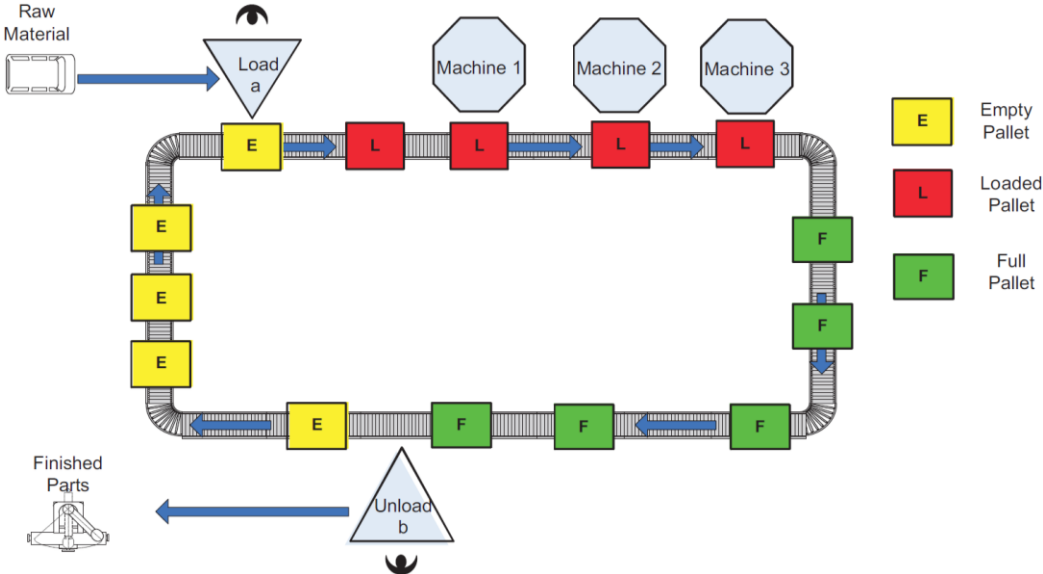 Raw
Material
Load
a
Machine 1
Machine 2
Machine 3
E
L
L
L
L
E
Empty
Pallet
L
Loaded
Pallet
F
Full
Pallet
E
E
E
F
F
E
F
F
F
Finished
Parts
Unload
b